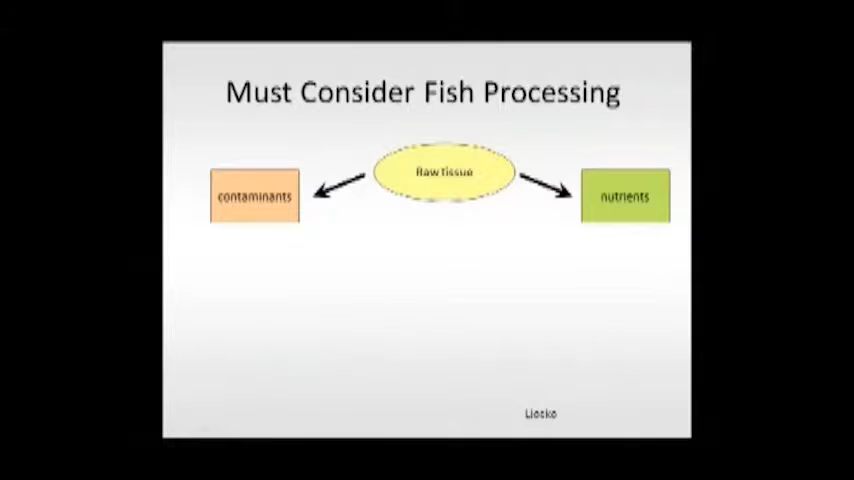 Must Consider Fish Processing
Raw Tissue
contaminants
nutrients